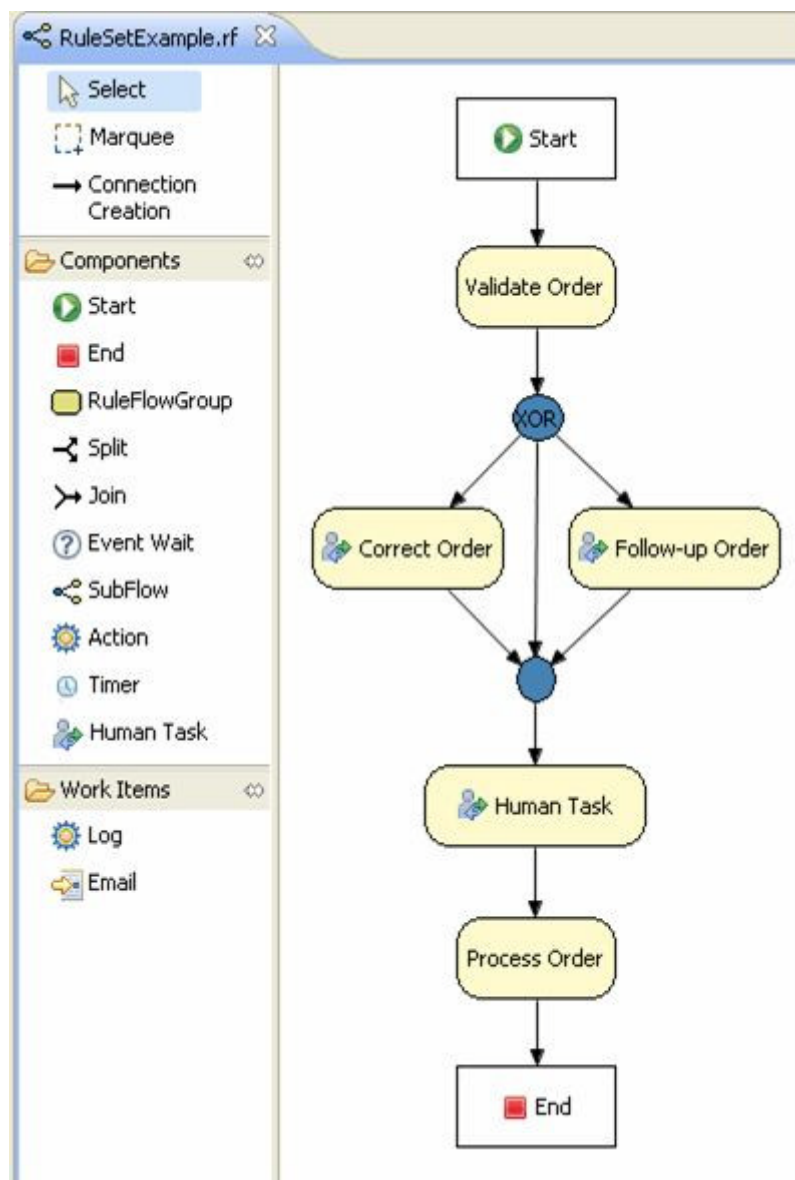 RuleSetExample.rf
Select
Marquee
Connection
Creation
Components
Start
End
RuleFlowGroup
Split
Join
Event Wait
SubFlow
Action
Timer
Human Task
Work Items
Log
Email
Start
Validate Order
XOR
Correct Order
Follow-up Order
Human Task
Process Order
End